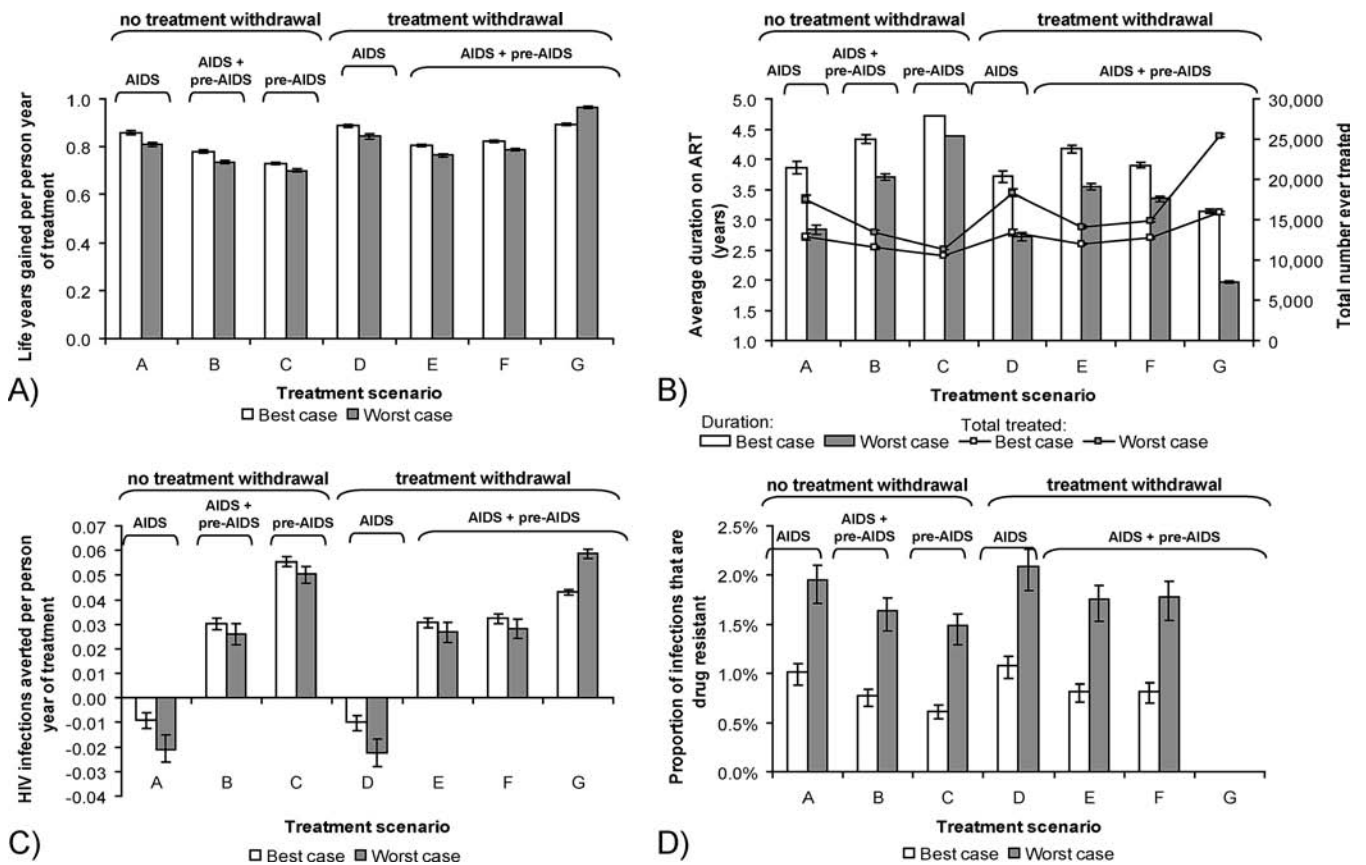 no treatment withdrawal
treatment withdrawal
AIDS
AIDS +
pre-AIDS
pre-AIDS
AIDS
AIDS + pre-AIDS
Life years gained per person year
of treatment
1.0
0.8
0.6
0.4
0.2
0.0
A B C D E F G
Treatment scenario
A)
Best case Worst case
no treatment withdrawal
treatment withdrawal
AIDS
AIDS +
pre-AIDS
pre-AIDS
AIDS
AIDS + pre-AIDS
Average duration on ART
(years)
5.0
4.5
4.0
3.5
3.0
2.5
2.0
1.5
1.0
30,000
25,000
20,000
15,000
10,000
5,000
0
Total number ever treated
A B C D E F G
Treatment scenario
B)
Duration: Total treated:
Best case Worst case Best case Worst case
no treatment withdrawal
treatment withdrawal
AIDS
AIDS +
pre-AIDS
pre-AIDS
AIDS
AIDS + pre-AIDS
HIV infections averted per person
year of treatment
0.07
0.06
0.05
0.04
0.03
0.02
0.01
0.00
-0.01
-0.02
-0.03
-0.04
A B C D E F G
Treatment scenario
C)
Best case Worst case
no treatment withdrawal
treatment withdrawal
AIDS
AIDS +
pre-AIDS
pre-AIDS
AIDS
AIDS + pre-AIDS
Proportion of infections that are
drug resistant
2.5%
2.0%
1.5%
1.0%
0.5%
0.0%
A B C D E F G
Treatment scenario
D)
Best case Worst case